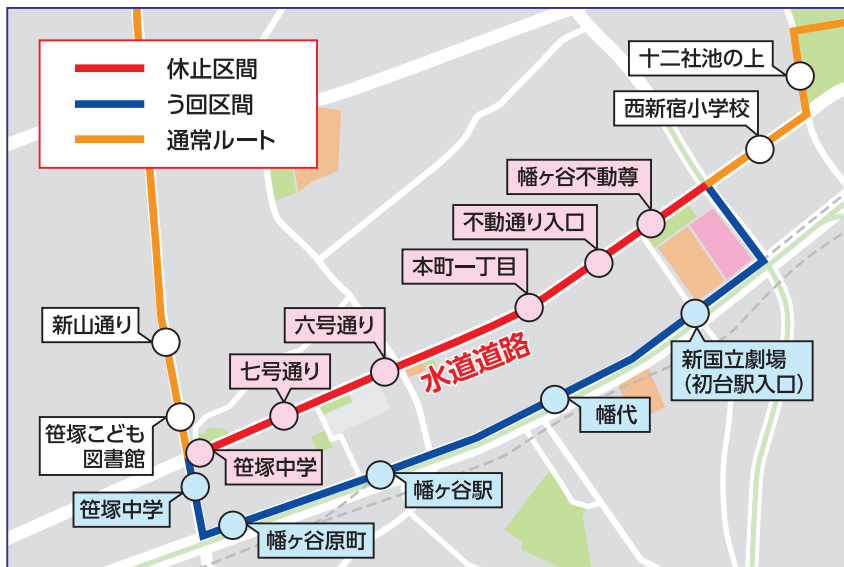 休止区間
う回区間
通常ルート
十二社池の上
西新宿小学校
幡ヶ谷不動尊
不動通り入口
本町一丁目
六号通り
七号通り
水道道路
新山通り
笹塚こども
図書館
笹塚中学
笹塚中学
幡ヶ谷原町
幡ヶ谷駅
幡代
新国立劇場
（初台駅入口）